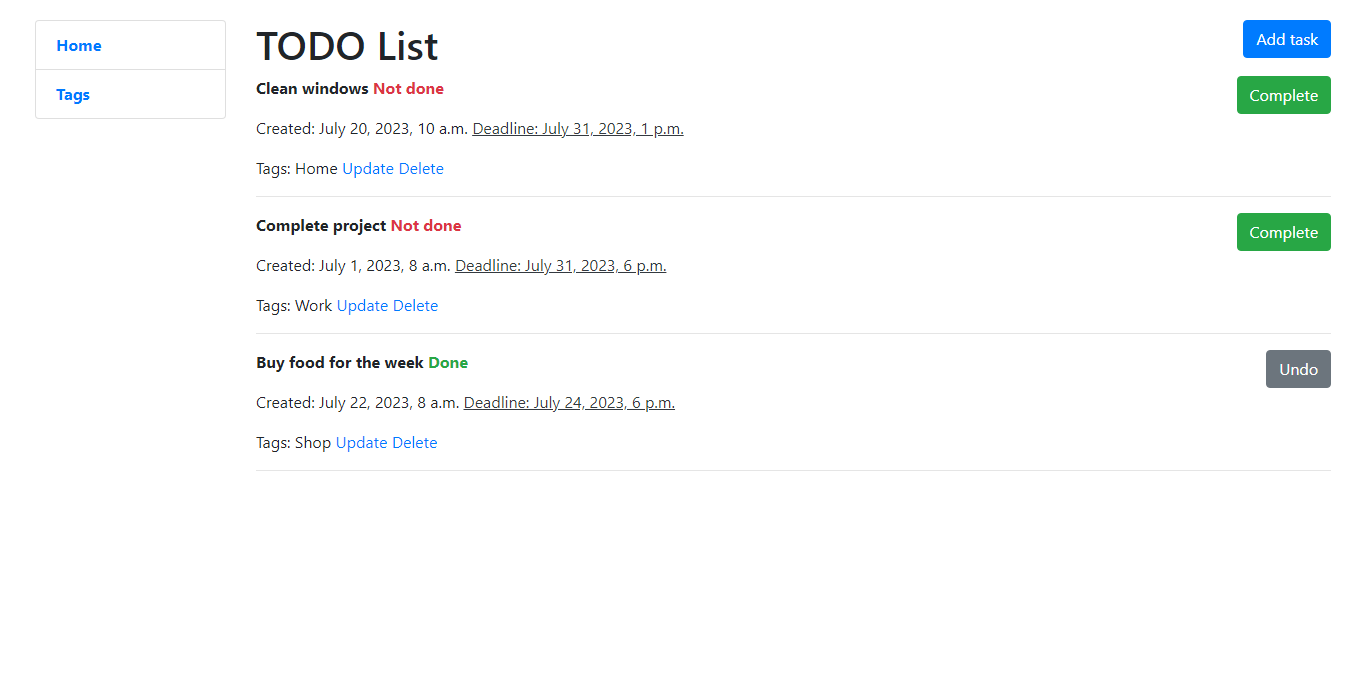 Home
Tags
TODO List
Add task
Clean windows Not done
Complete
Created: July 20, 2023, 10 a.m. Deadline: July 31, 2023, 1 p.m.
Tags: Home Update Delete
Complete project Not done
Complete
Created: July 1, 2023, 8 a.m. Deadline: July 31, 2023, 6 p.m.
Tags: Work Update Delete
Buy food for the week Done
Undo
Created: July 22, 2023, 8 a.m. Deadline: July 24, 2023, 6 p.m.
Tags: Shop Update Delete